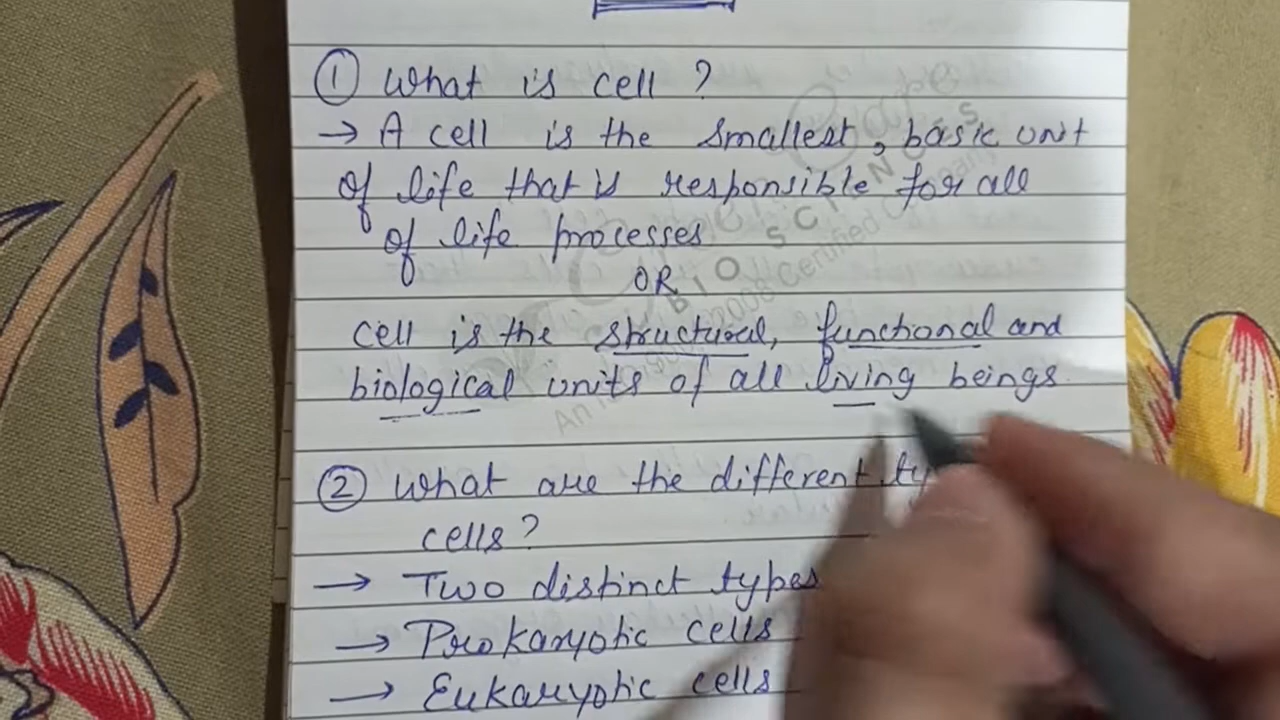 ① What is cell ?
→ A cell is the smallest, basic unit
of life that is responsible for all
of life processes
OR
cell is the structural, functional and
biological units of all living beings
② What are the different
cells?
→ Two distinct types
→ Prokaryotic cells
→ Eukaryotic cells
BIOSCIENCES